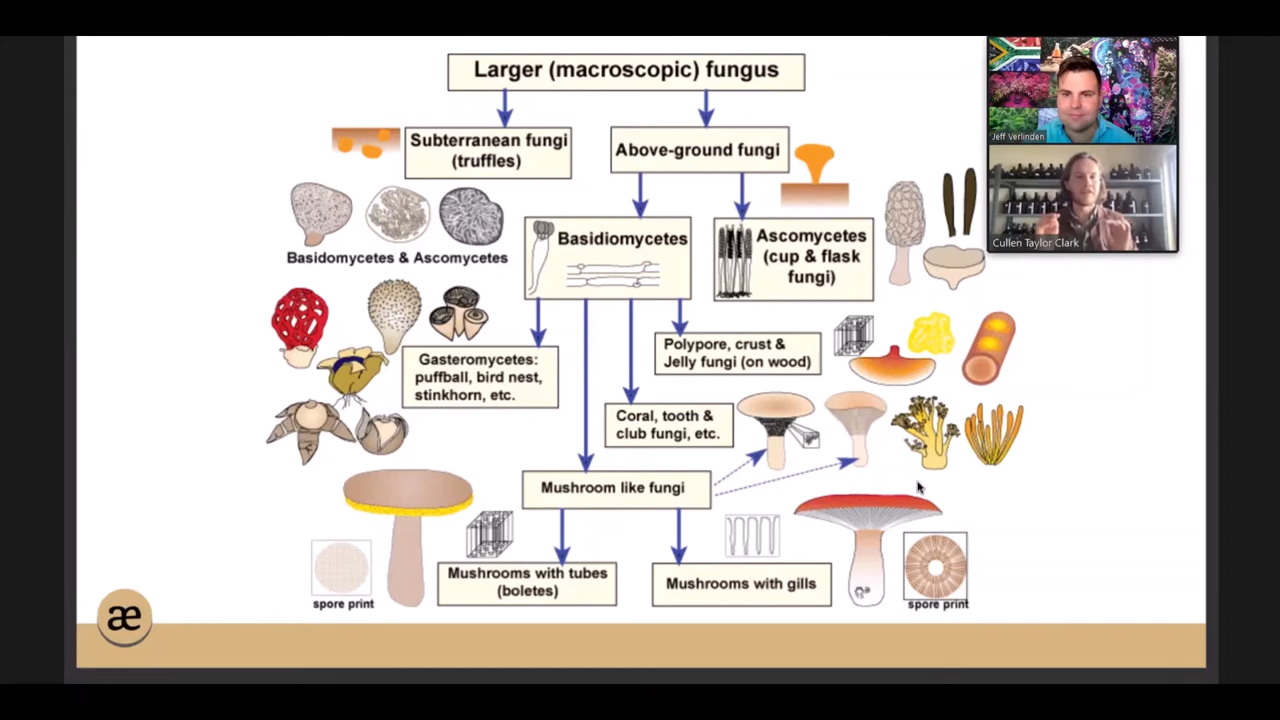 Larger (macroscopic) fungus
Subterranean fungi
(truffles)
Above-ground fungi
Jeff Verlinden
Cullen Taylor Clark
Basidiomycetes
Ascomycetes
(cup & flask
fungi)
Basidomycetes & Ascomycetes
Gasteromycetes:
puffball, bird nest,
stinkhorn, etc.
Polypore, crust &
Jelly fungi (on wood)
Coral, tooth &
club fungi, etc.
Mushroom like fungi
Mushrooms with tubes
(boletes)
Mushrooms with gills
spore print
spore print
æ